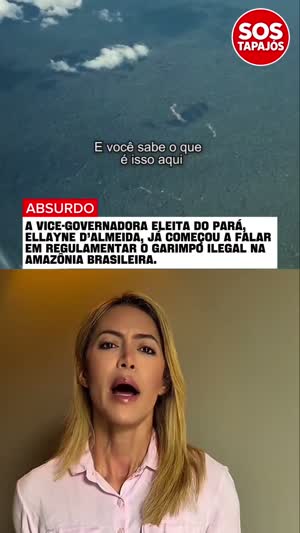 SOS
TAPAJÓS
E você sabe o que
é isso aqui
ABSURDO
A VICE-GOVERNADORA ELEITA DO PARÁ,
ELLAYNE D'ALMEIDA, JÁ COMEÇOU A FALAR
EM REGULAMENTAR O GARIMPO ILEGAL NA
AMAZÔNIA BRASILEIRA.